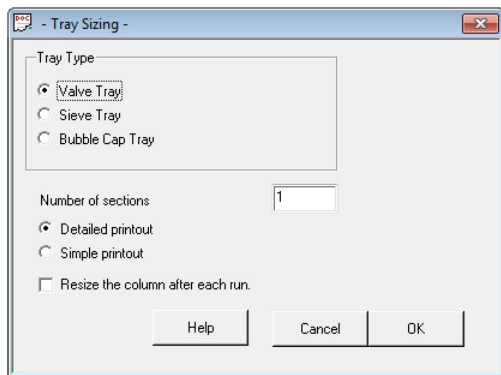 DOC - Tray Sizing -
Tray Type
Valve Tray
Sieve Tray
Bubble Cap Tray
Number of sections 1
Detailed printout
Simple printout
Resize the column after each run.
Help Cancel OK